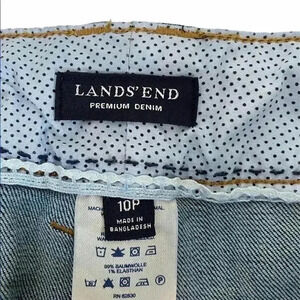 LANDS' END
PREMIUM DENIM
10P
MADE IN
BANGLADESH
99% BAUMWOLLE
1% ELASTHAN
RN 62830